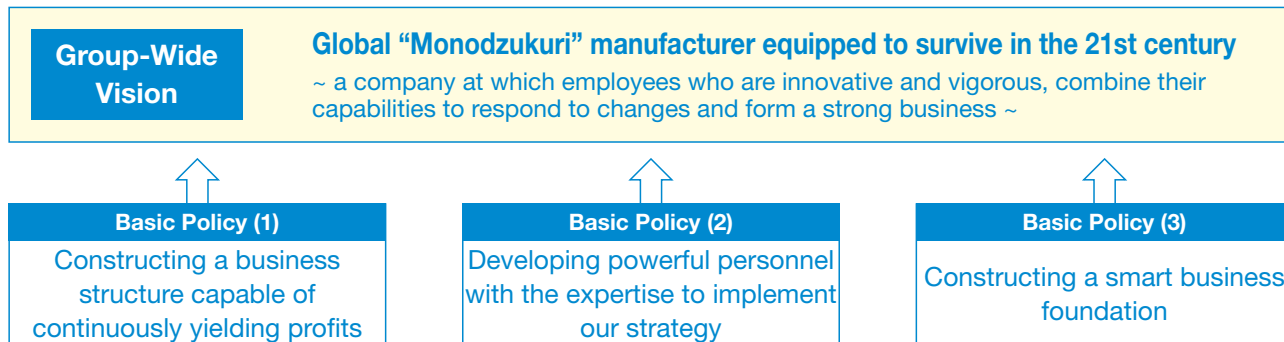 Group-Wide
Vision
Global “Monodzukuri” manufacturer equipped to survive in the 21st century
~ a company at which employees who are innovative and vigorous, combine their
capabilities to respond to changes and form a strong business ~
Basic Policy (1)
Constructing a business
structure capable of
continuously yielding profits
Basic Policy (2)
Developing powerful personnel
with the expertise to implement
our strategy
Basic Policy (3)
Constructing a smart business
foundation